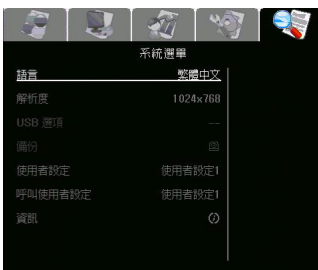 系統選單
語言 繁體中文
解析度 1024x768
USB 選項 --
備份
使用者設定 使用者設定1
呼叫使用者設定 使用者設定1
資訊